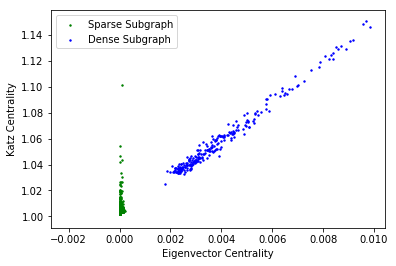 Sparse Subgraph
Dense Subgraph
1.14
1.12
1.10
1.08
1.06
1.04
1.02
1.00
Katz Centrality
−0.002 0.000 0.002 0.004 0.006 0.008 0.010
Eigenvector Centrality